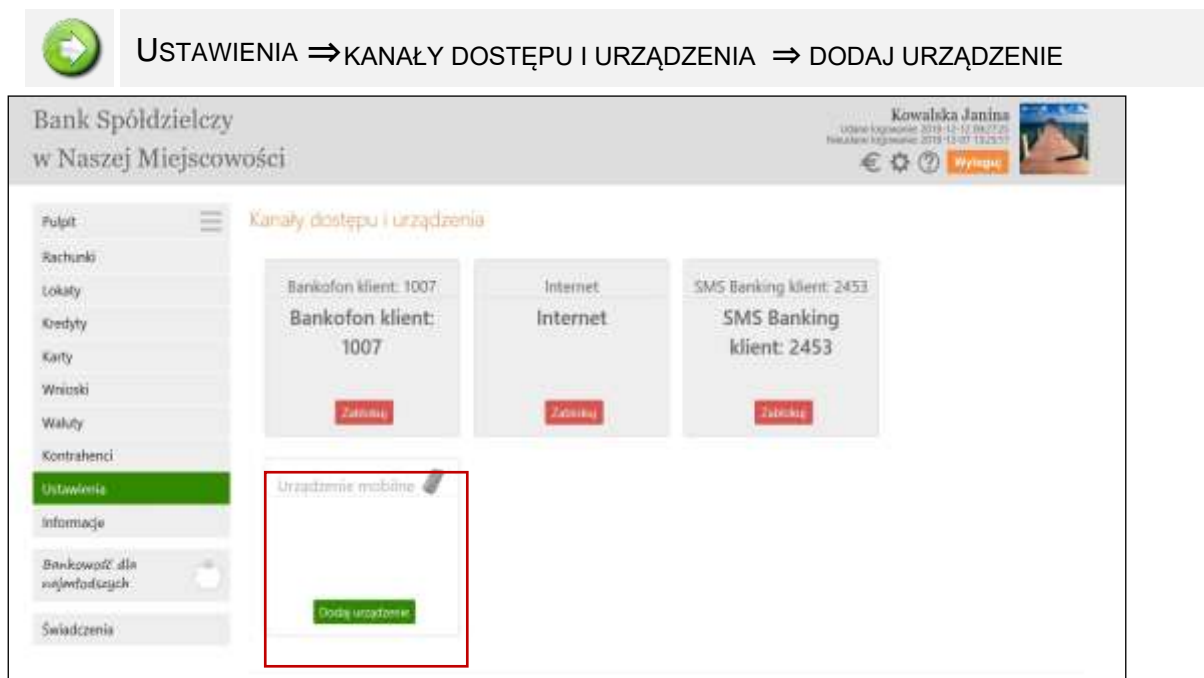 USTAWIENIA ⇒ KANAŁY DOSTĘPU I URZĄDZENIA ⇒ DODAJ URZĄDZENIE
Bank Spółdzielczy
w Naszej Miejscowości
Kowalska Janina
Wyloguj
Pulpit
Rachunki
Lokaty
Kredyty
Karty
Wnioski
Waluty
Kontrahenci
Ustawienia
Informacje
Bankowość dla
najmłodszych
Świadczenia
Kanały dostępu i urządzenia
Bankofon klient: 1007
Bankofon klient:
1007
Zablokuj
Internet
Internet
Zablokuj
SMS Banking klient: 2453
SMS Banking
klient: 2453
Zablokuj
Urządzenie mobilne
Dodaj urządzenie